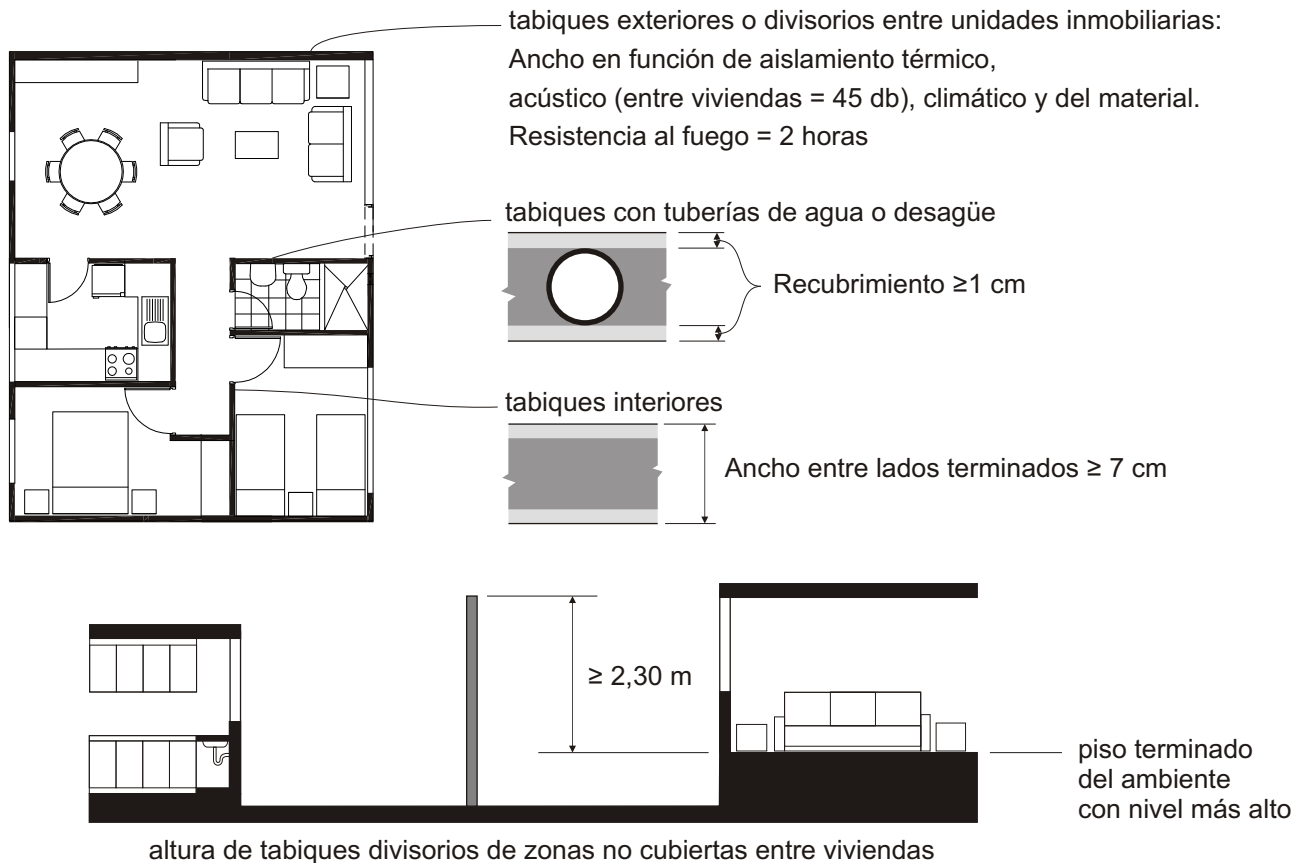 tabiques exteriores o divisorios entre unidades inmobiliarias:
Ancho en función de aislamiento térmico,
acústico (entre viviendas = 45 db), climático y del material.
Resistencia al fuego = 2 horas
tabiques con tuberías de agua o desagüe
Recubrimiento ≥1 cm
tabiques interiores
Ancho entre lados terminados ≥ 7 cm
≥ 2,30 m
piso terminado
del ambiente
con nivel más alto
altura de tabiques divisorios de zonas no cubiertas entre viviendas